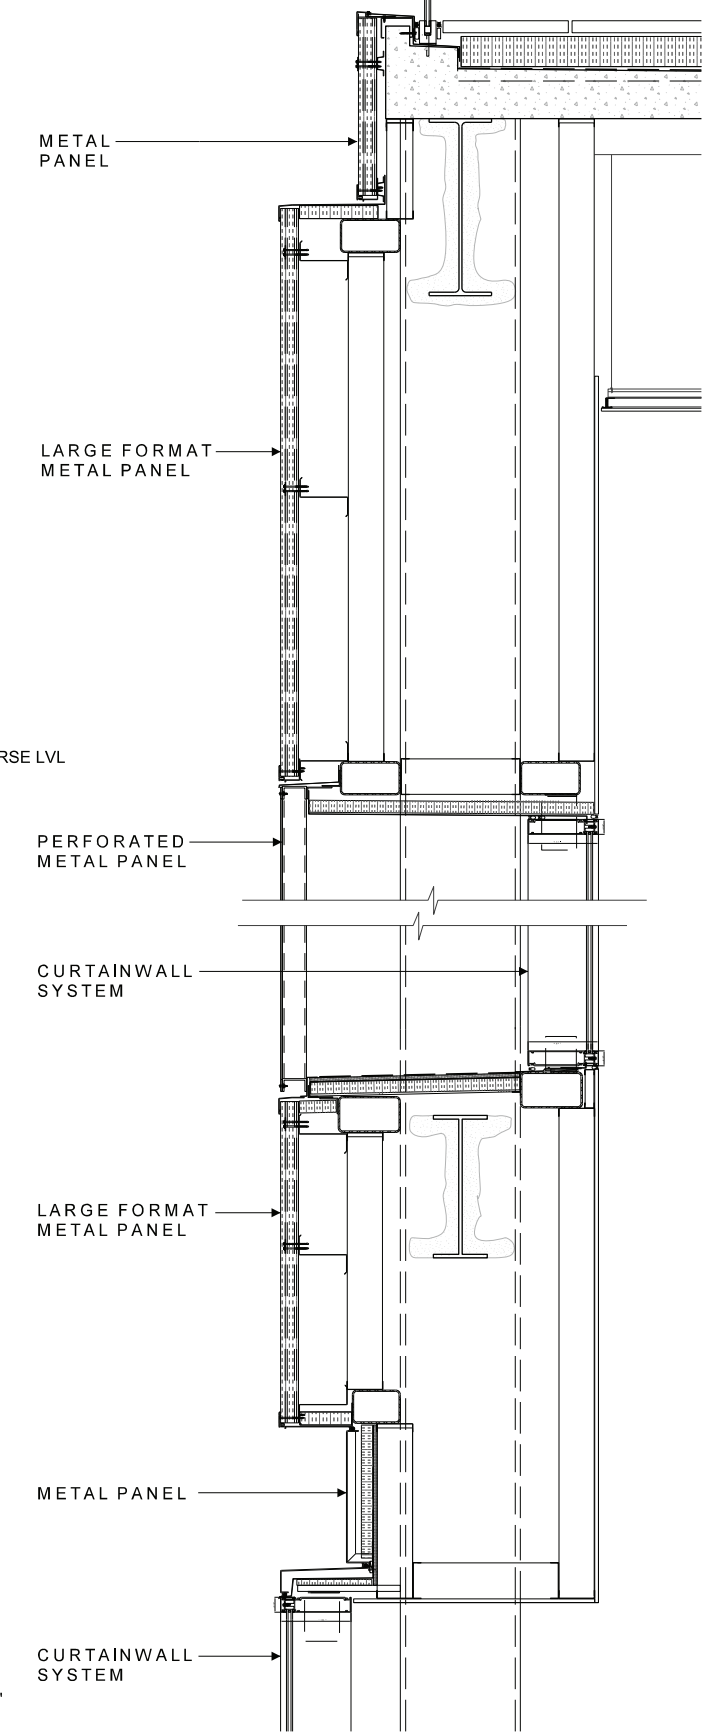 METAL
PANEL
LARGE FORMAT
METAL PANEL
RSE LVL
PERFORATED
METAL PANEL
CURTAINWALL
SYSTEM
LARGE FORMAT
METAL PANEL
METAL PANEL
CURTAINWALL
SYSTEM